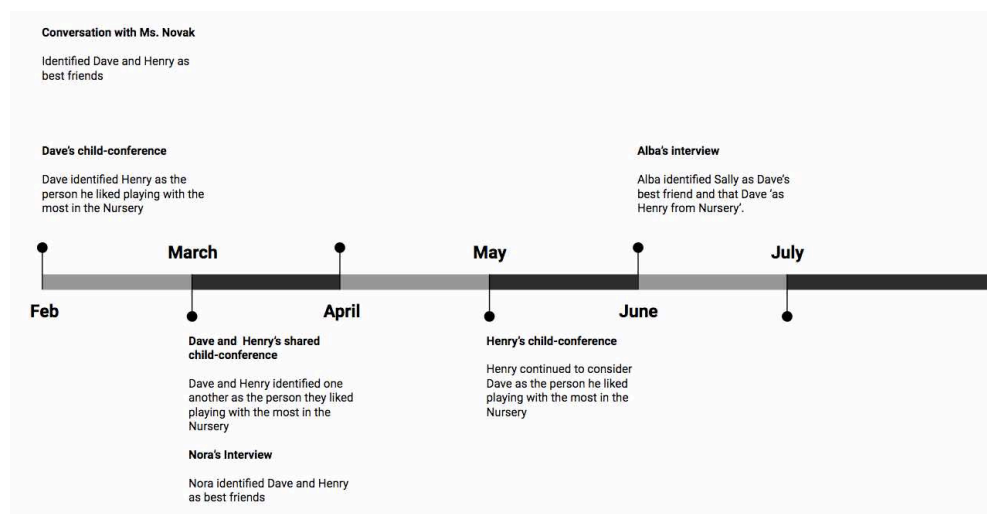 Conversation with Ms. Novak
Identified Dave and Henry as
best friends
Dave's child-conference
Dave identified Henry as the
person he liked playing with the
most in the Nursery
Alba's interview
Alba identified Sally as Dave's
best friend and that Dave 'as
Henry from Nursery'.
March
May
July
Feb
April
June
Dave and Henry's shared
child-conference
Dave and Henry identified one
another as the person they liked
playing with the most in the
Nursery
Nora's Interview
Nora identified Dave and Henry
as best friends
Henry's child-conference
Henry continued to consider
Dave as the person he liked
playing with the most in the
Nursery